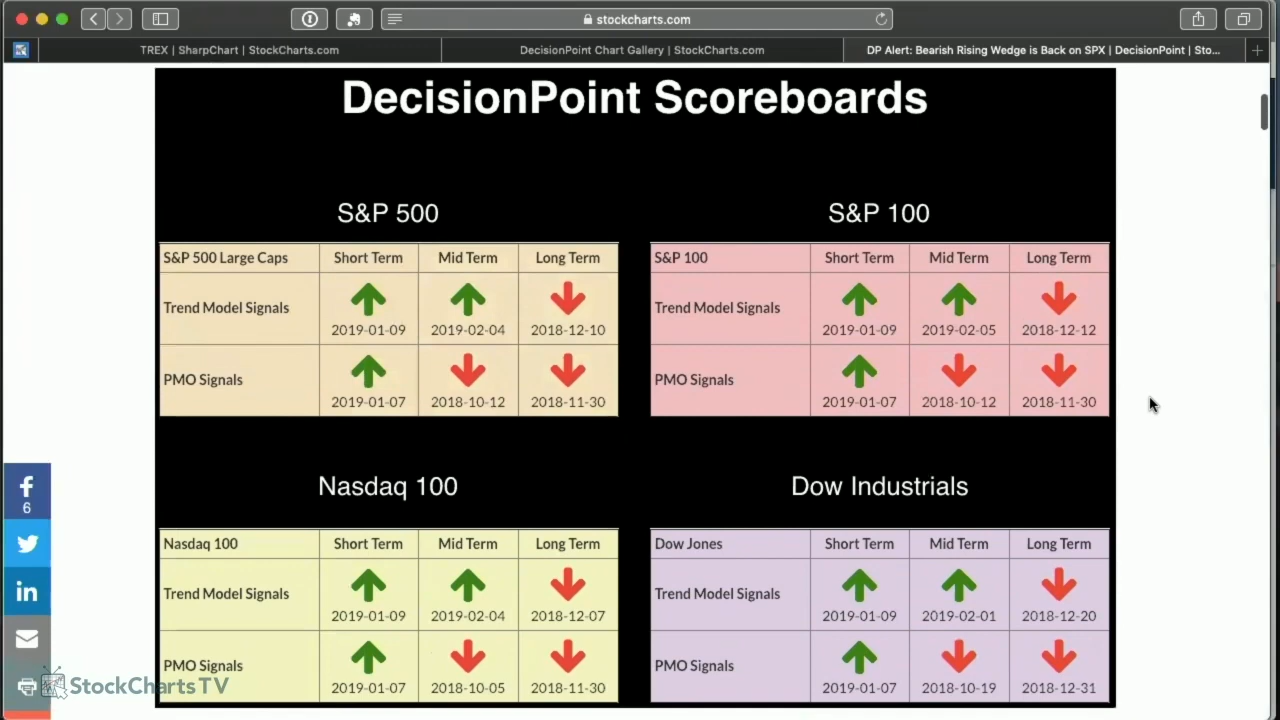 stockcharts.com
TREX | SharpChart | StockCharts.com
DecisionPoint Chart Gallery | StockCharts.com
DP Alert: Bearish Rising Wedge is Back on SPX | DecisionPoint | Sto...
DecisionPoint Scoreboards
S&P 500
S&P 500 Large Caps Short Term Mid Term Long Term
Trend Model Signals
2019-01-09 2019-02-04 2018-12-10
PMO Signals
2019-01-07 2018-10-12 2018-11-30
S&P 100
S&P 100 Short Term Mid Term Long Term
Trend Model Signals
2019-01-09 2019-02-05 2018-12-12
PMO Signals
2019-01-07 2018-10-12 2018-11-30
Nasdaq 100
Nasdaq 100 Short Term Mid Term Long Term
Trend Model Signals
2019-01-09 2019-02-04 2018-12-07
PMO Signals
2019-01-07 2018-10-05 2018-11-30
Dow Industrials
Dow Jones Short Term Mid Term Long Term
Trend Model Signals
2019-01-09 2019-02-01 2018-12-20
PMO Signals
2019-01-07 2018-10-19 2018-12-31
f
6
in
StockCharts TV